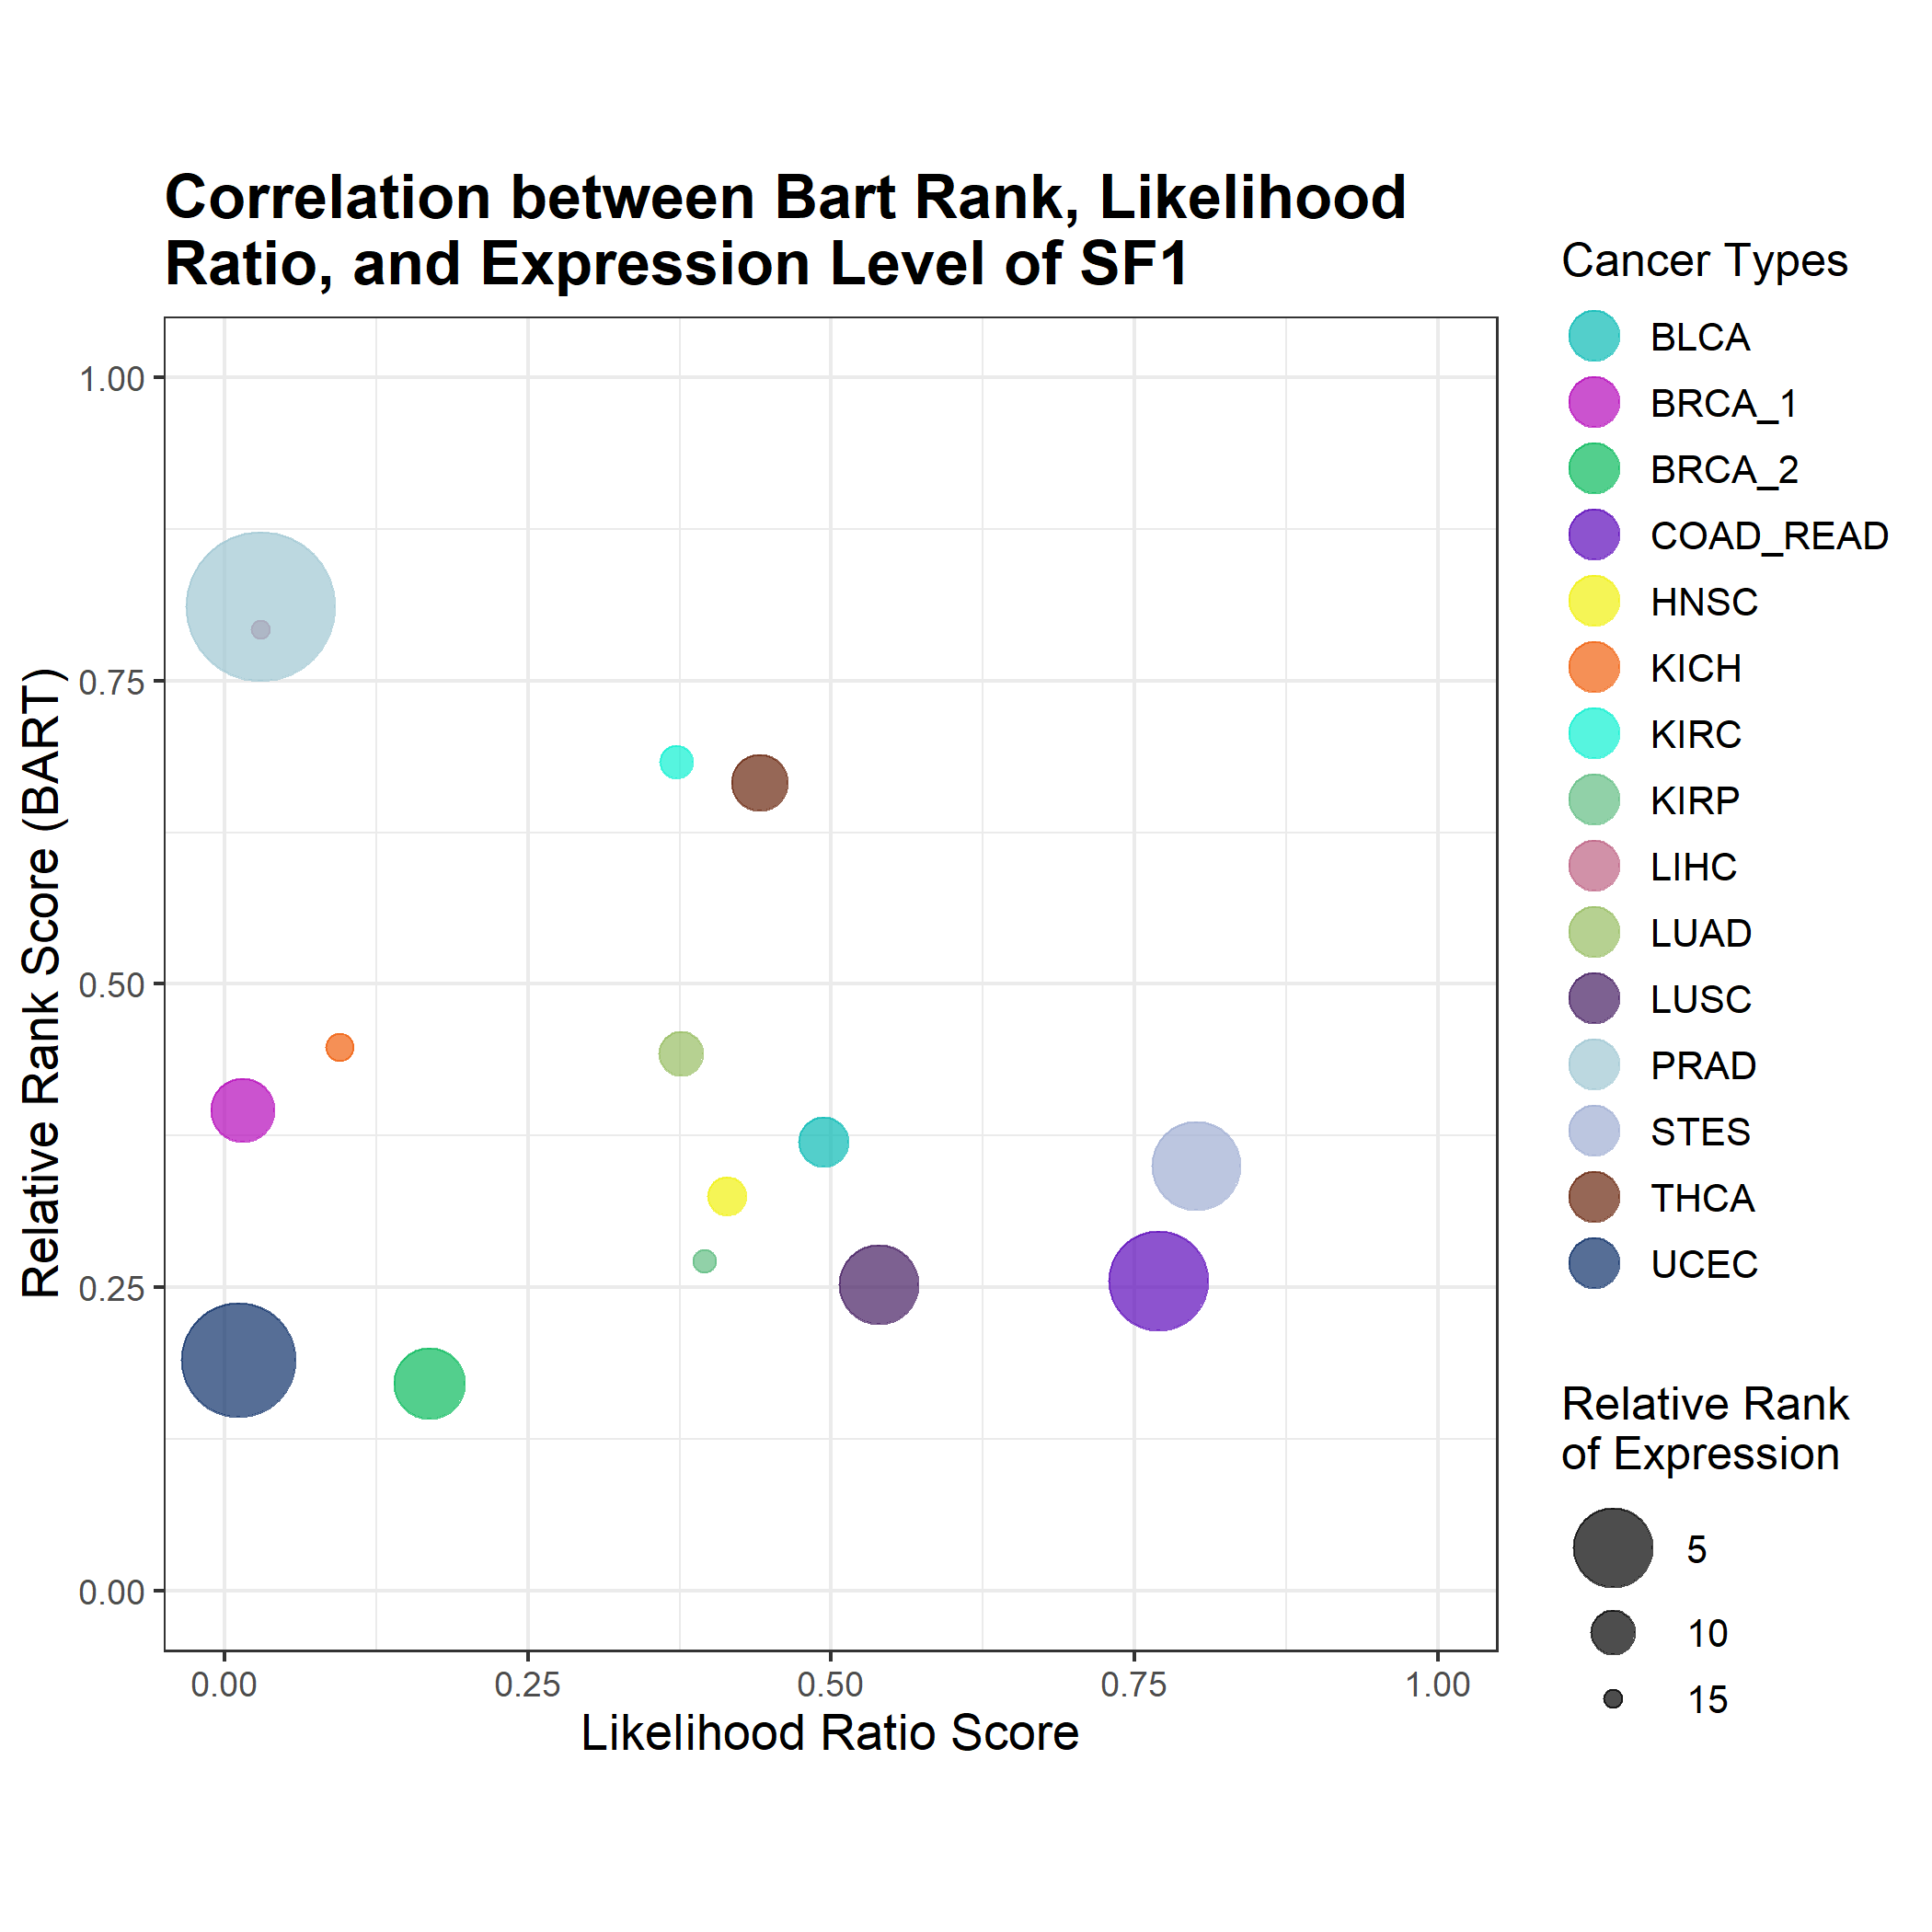 Correlation between Bart Rank, Likelihood
Ratio, and Expression Level of SF1
Relative Rank Score (BART)
1.00
0.75
0.50
0.25
0.00
0.00
0.25
0.50
0.75
1.00
Likelihood Ratio Score
Cancer Types
BLCA
BRCA_1
BRCA_2
COAD_READ
HNSC
KICH
KIRC
KIRP
LIHC
LUAD
LUSC
PRAD
STES
THCA
UCEC
Relative Rank
of Expression
5
10
15